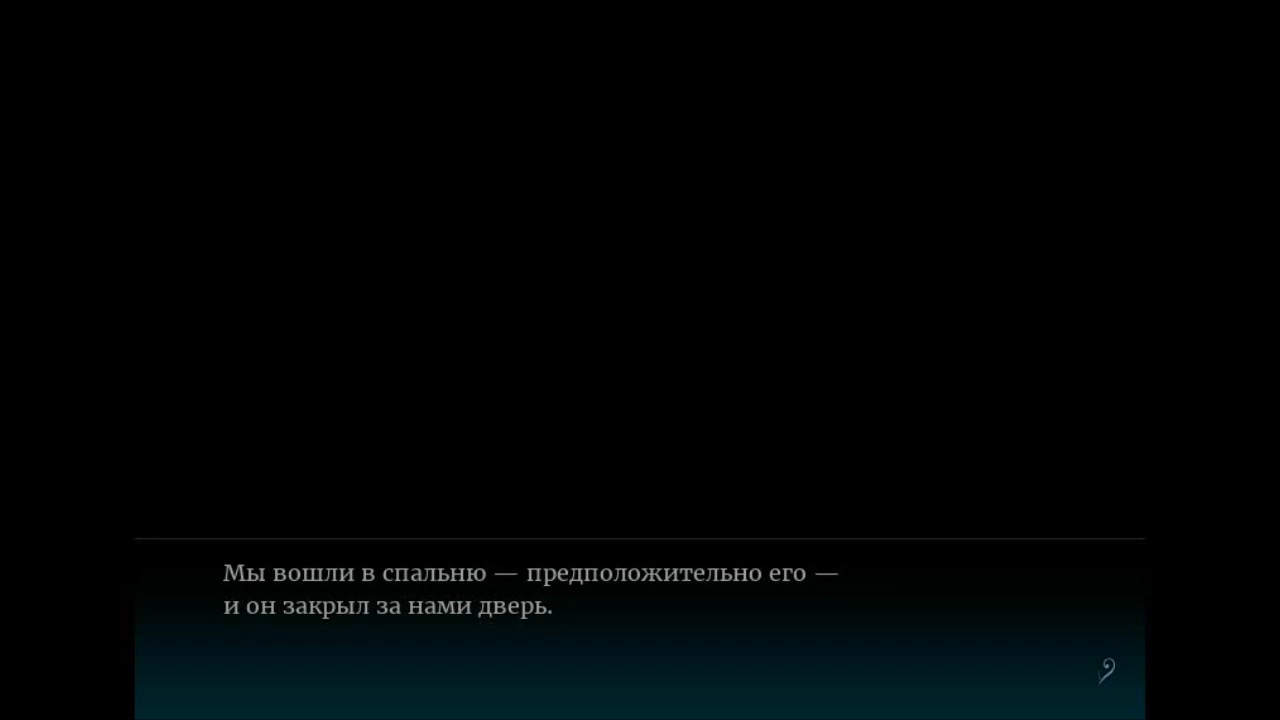 Мы вошли в спальню — предположительно его —
и он закрыл за нами дверь.